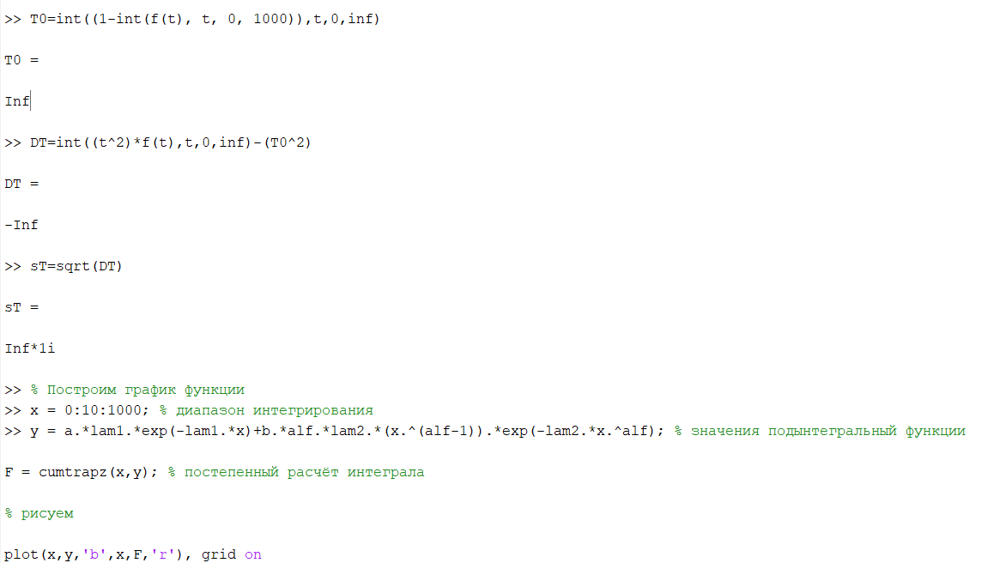 >> T0=int((1-int(f(t), t, 0, 1000)),t,0,inf)
T0 =
Inf
>> DT=int((t^2)*f(t),t,0,inf)-(T0^2)
DT =
-Inf
>> sT=sqrt(DT)
sT =
Inf*1i
>> % Построим график функции
>> x = 0:10:1000; % диапазон интегрирования
>> y = a.*lam1.*exp(-lam1.*x)+b.*alf.*lam2.*(x.^(alf-1)).*exp(-lam2.*x.^alf); % значения подынтегральный функции
F = cumtrapz(x,y); % постепенный расчёт интеграла
% рисуем
plot(x,y,'b',x,F,'r'), grid on